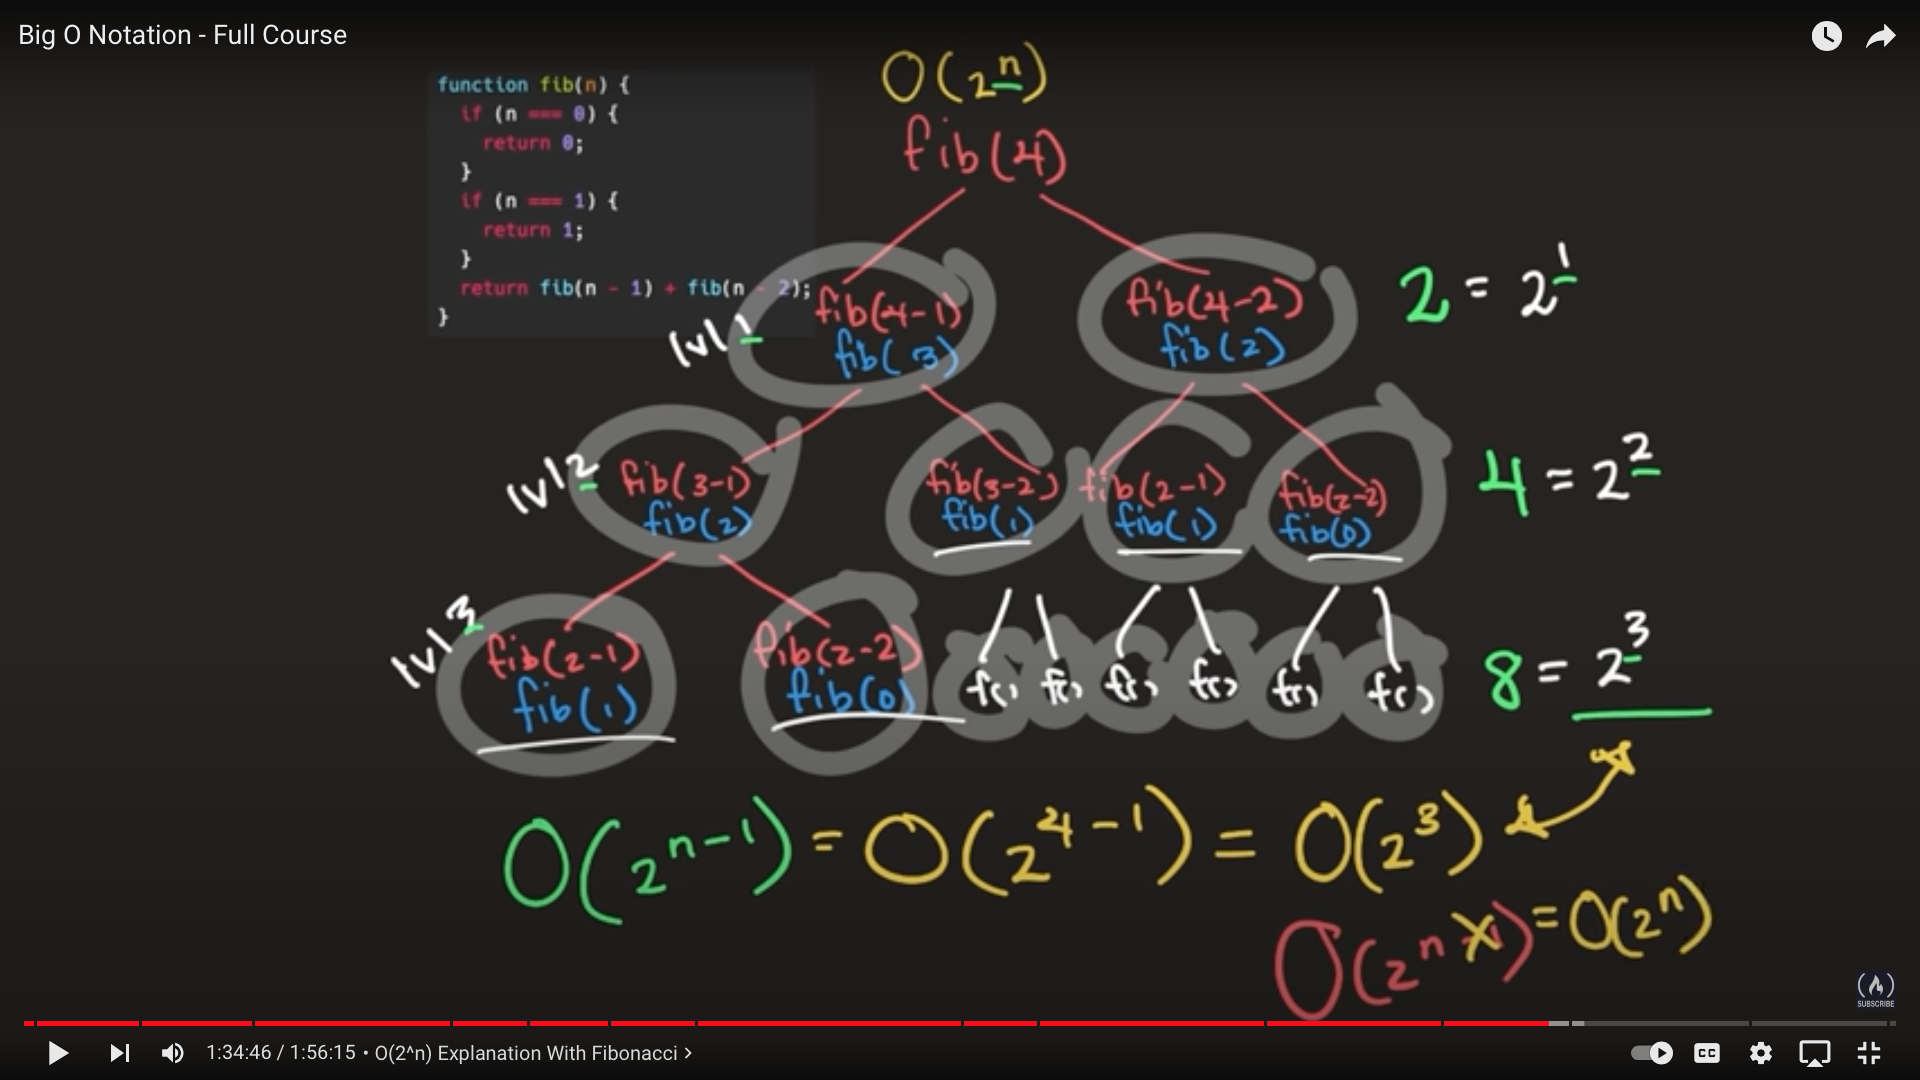 Big O Notation - Full Course
function fib(n) {
if (n === 0) {
return 0;
}
if (n === 1) {
return 1;
}
return fib(n - 1) + fib(n - 2);
}
O(2^n)
fib(4)
lvl 1
fib(4-1)
fib(3)
fib(4-2)
fib(2)
2 = 2^1
lvl 2
fib(3-1)
fib(2)
fib(3-2)
fib(1)
fib(2-1)
fib(1)
fib(2-2)
fib(0)
4 = 2^2
lvl 3
fib(2-1)
fib(1)
fib(2-2)
fib(0)
f() f() f() f() f() f()
8 = 2^3
O(2^n-1) = O(2^4-1) = O(2^3)
O(2^n-1) = O(2^n)
SUBSCRIBE
1:34:46 / 1:56:15 • O(2^n) Explanation With Fibonacci >
CC